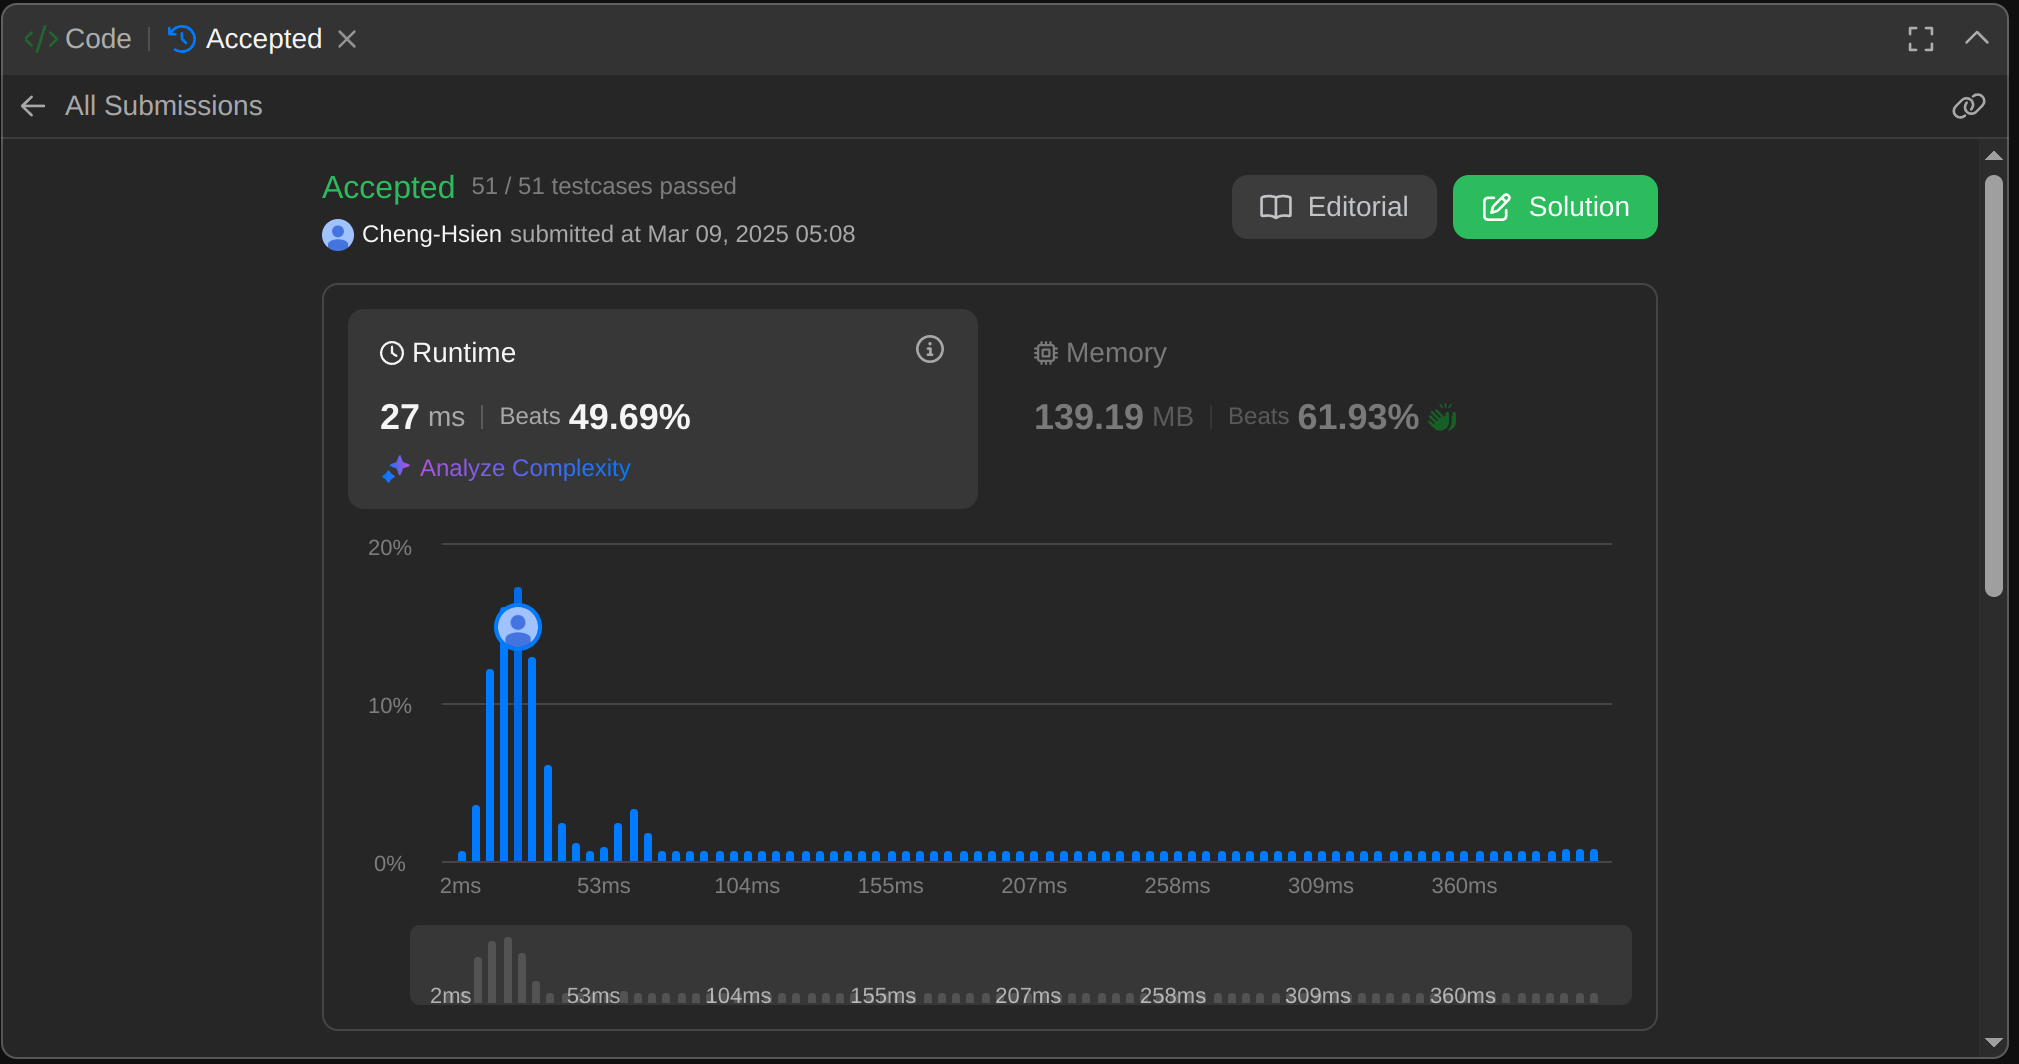 </> Code | Accepted
All Submissions
Accepted 51 / 51 testcases passed
Cheng-Hsien submitted at Mar 09, 2025 05:08
Editorial
Solution
Runtime
27 ms | Beats 49.69%
Analyze Complexity
Memory
139.19 MB | Beats 61.93%
20%
10%
0%
2ms 53ms 104ms 155ms 207ms 258ms 309ms 360ms
2ms 53ms 104ms 155ms 207ms 258ms 309ms 360ms